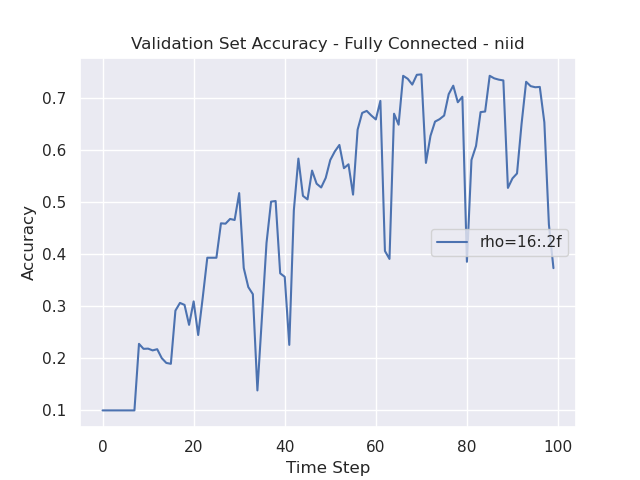 Validation Set Accuracy - Fully Connected - niid
0.7
0.6
0.5
0.4
0.3
0.2
0.1
Accuracy
rho=16:.2f
0 20 40 60 80 100
Time Step